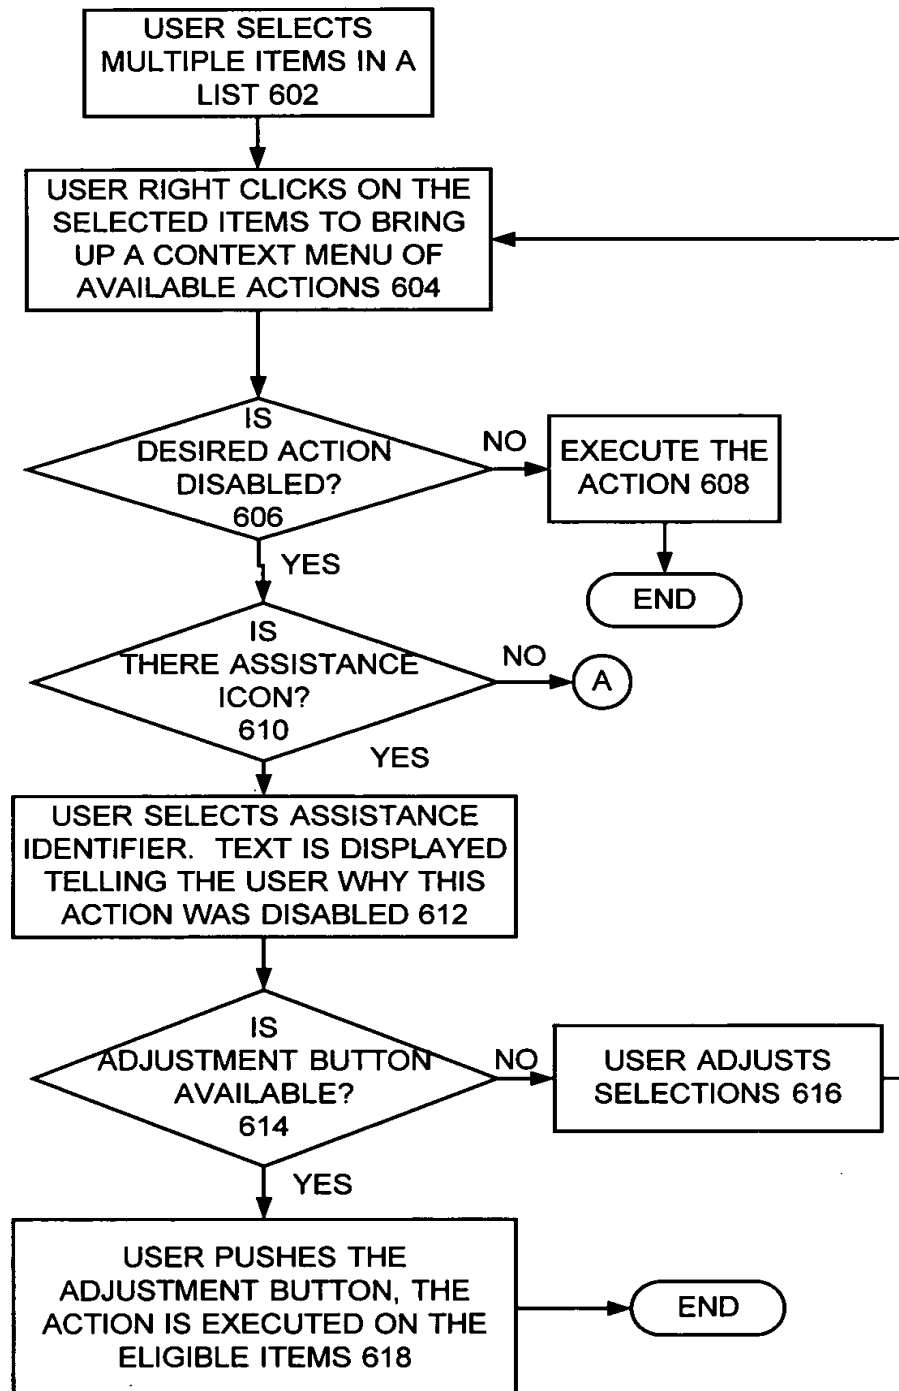 USER SELECTS
MULTIPLE ITEMS IN A
LIST 602
USER RIGHT CLICKS ON THE
SELECTED ITEMS TO BRING
UP A CONTEXT MENU OF
AVAILABLE ACTIONS 604
IS
DESIRED ACTION
DISABLED?
606
NO
EXECUTE THE
ACTION 608
YES
END
IS
THERE ASSISTANCE
ICON?
610
NO
A
YES
USER SELECTS ASSISTANCE
IDENTIFIER. TEXT IS DISPLAYED
TELLING THE USER WHY THIS
ACTION WAS DISABLED 612
IS
ADJUSTMENT BUTTON
AVAILABLE?
614
NO
USER ADJUSTS
SELECTIONS 616
YES
USER PUSHES THE
ADJUSTMENT BUTTON, THE
ACTION IS EXECUTED ON THE
ELIGIBLE ITEMS 618
END